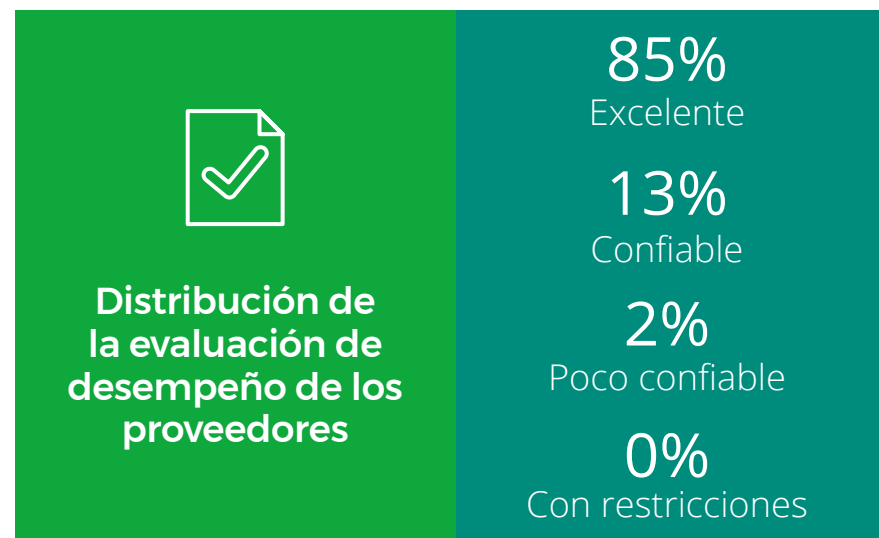 Distribución de
la evaluación de
desempeño de los
proveedores
85%
Excelente
13%
Confiable
2%
Poco confiable
0%
Con restricciones